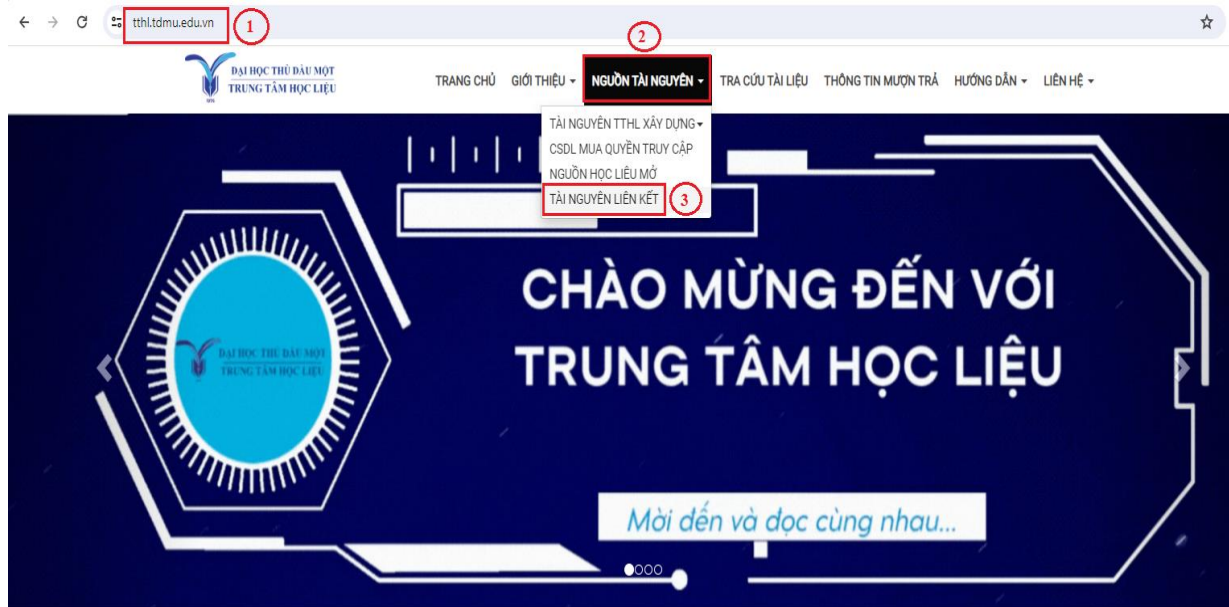 tthl.tdmu.edu.vn 1
2
ĐẠI HỌC THỦ DẦU MỘT
TRUNG TÂM HỌC LIỆU
TRANG CHỦ GIỚI THIỆU NGUỒN TÀI NGUYÊN TRA CỨU TÀI LIỆU THÔNG TIN MƯỢN TRẢ HƯỚNG DẪN LIÊN HỆ
TÀI NGUYÊN TTHL XÂY DỰNG
CSDL MUA QUYỀN TRUY CẬP
NGUỒN HỌC LIỆU MỞ
TÀI NGUYÊN LIÊN KẾT 3
CHÀO MỪNG ĐẾN VỚI
TRUNG TÂM HỌC LIỆU
ĐẠI HỌC THỦ DẦU MỘT
TRUNG TÂM HỌC LIỆU
Mời đến và đọc cùng nhau...